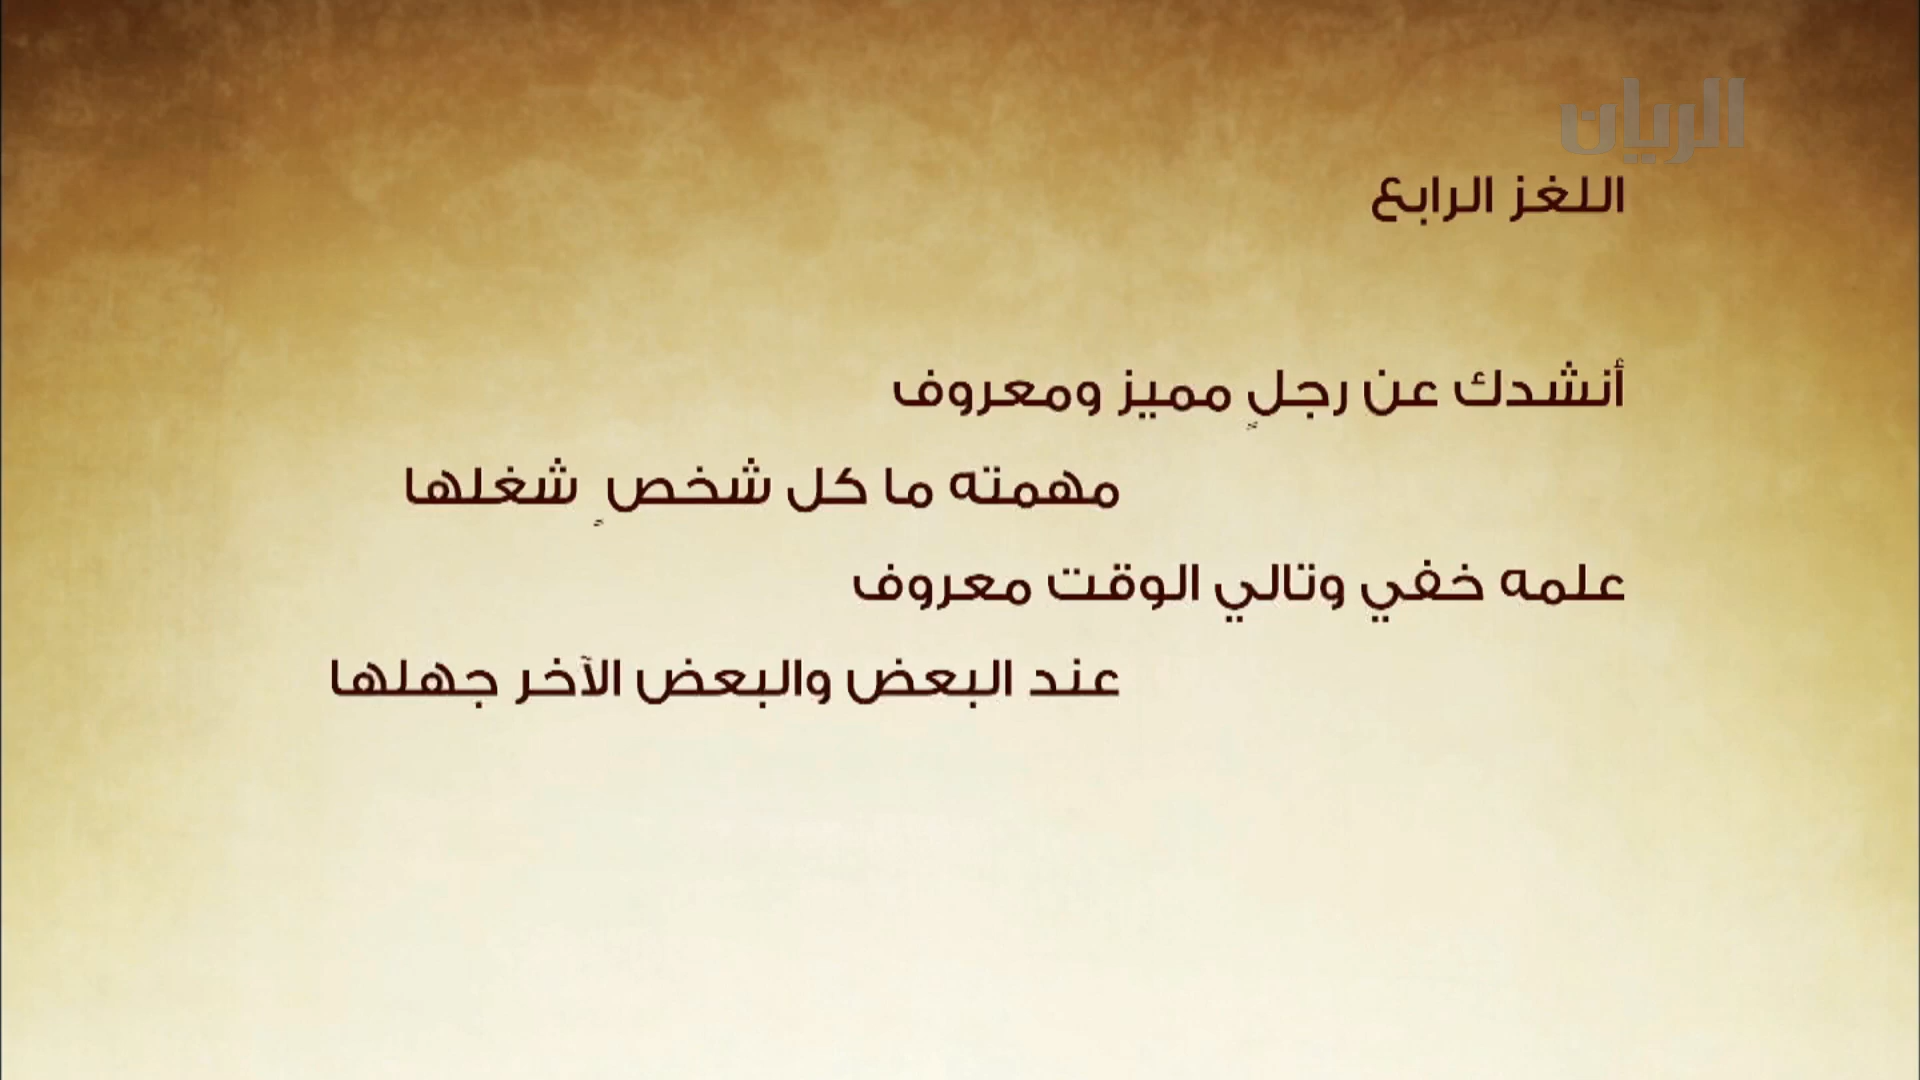 الريان
اللغز الرابع
أنشدك عن رجلٍ مميز ومعروف
مهمته ما كل شخصٍ شغلها
علمه خفي وتالي الوقت معروف
عند البعض والبعض الآخر جهلها